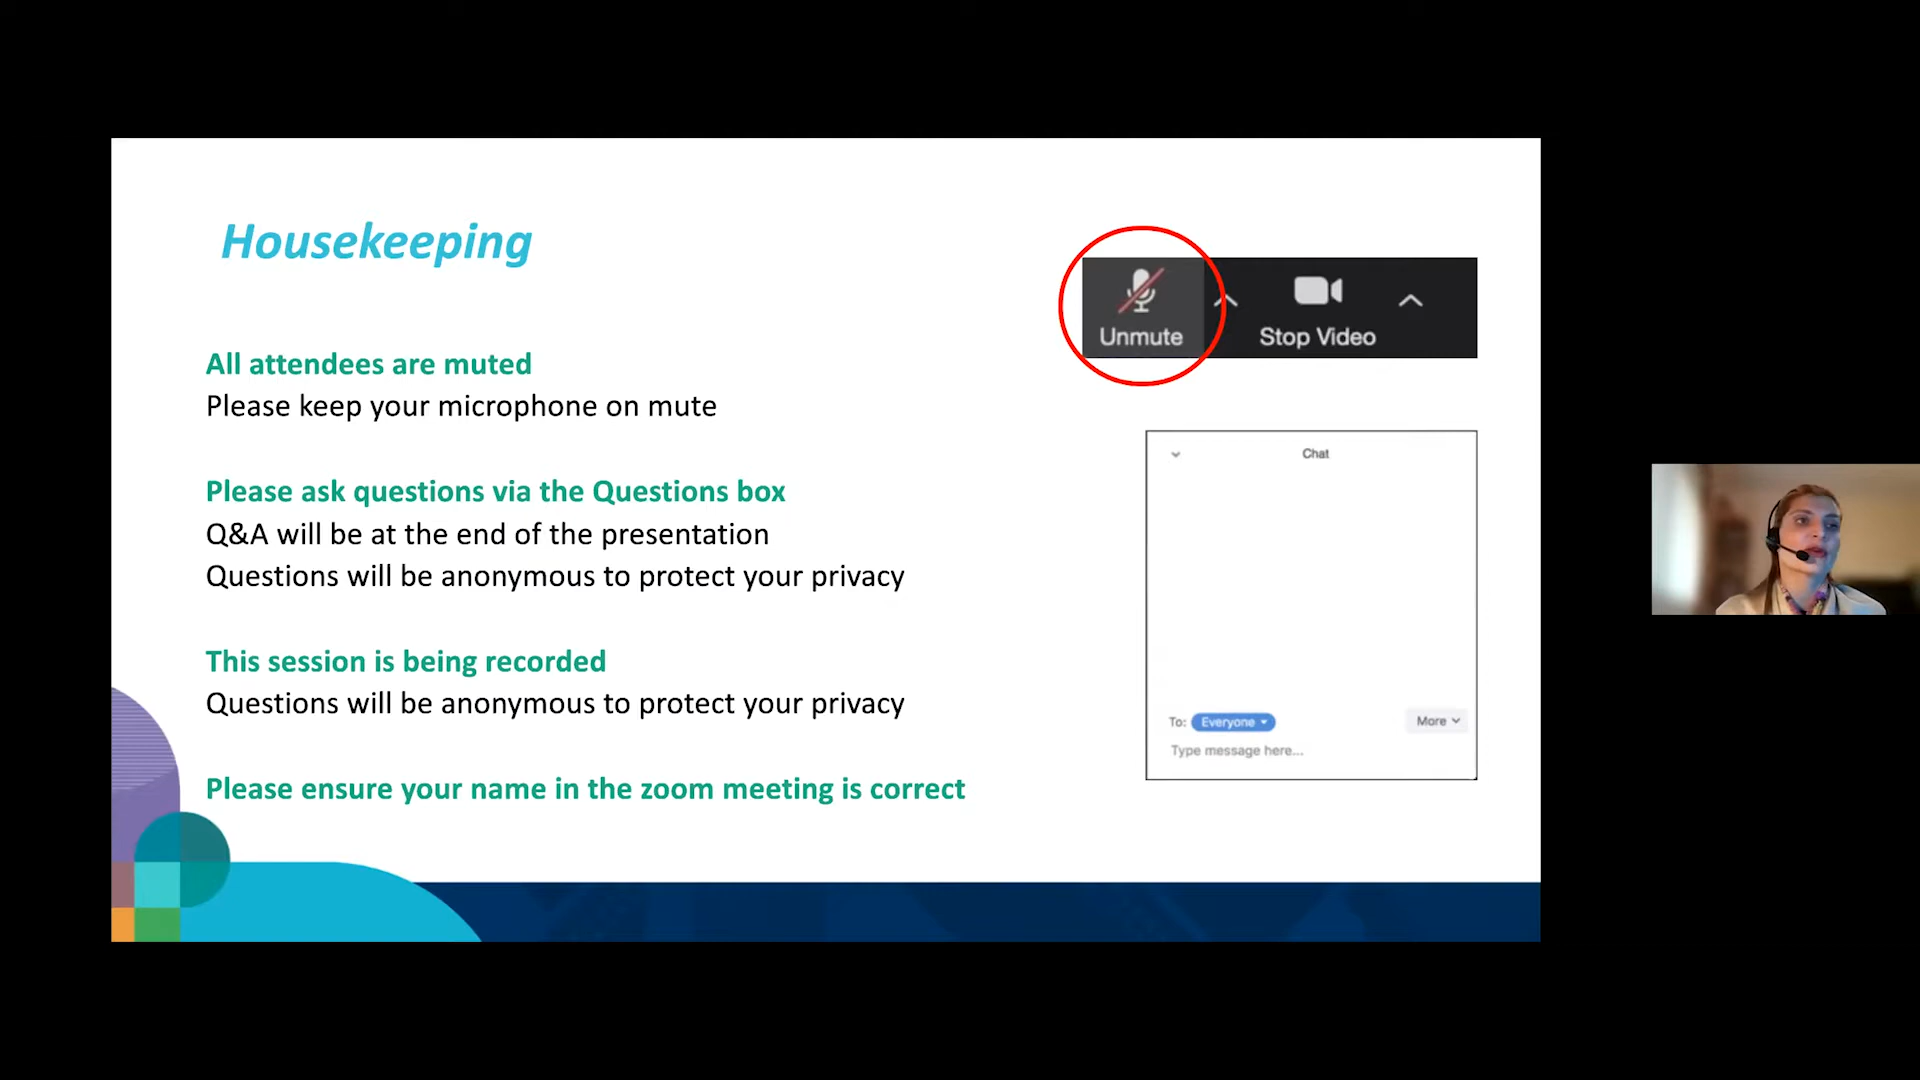 Housekeeping
Unmute
Stop Video
All attendees are muted
Please keep your microphone on mute
Please ask questions via the Questions box
Q&A will be at the end of the presentation
Questions will be anonymous to protect your privacy
This session is being recorded
Questions will be anonymous to protect your privacy
Please ensure your name in the zoom meeting is correct
Chat
To: Everyone
More
Type message here...